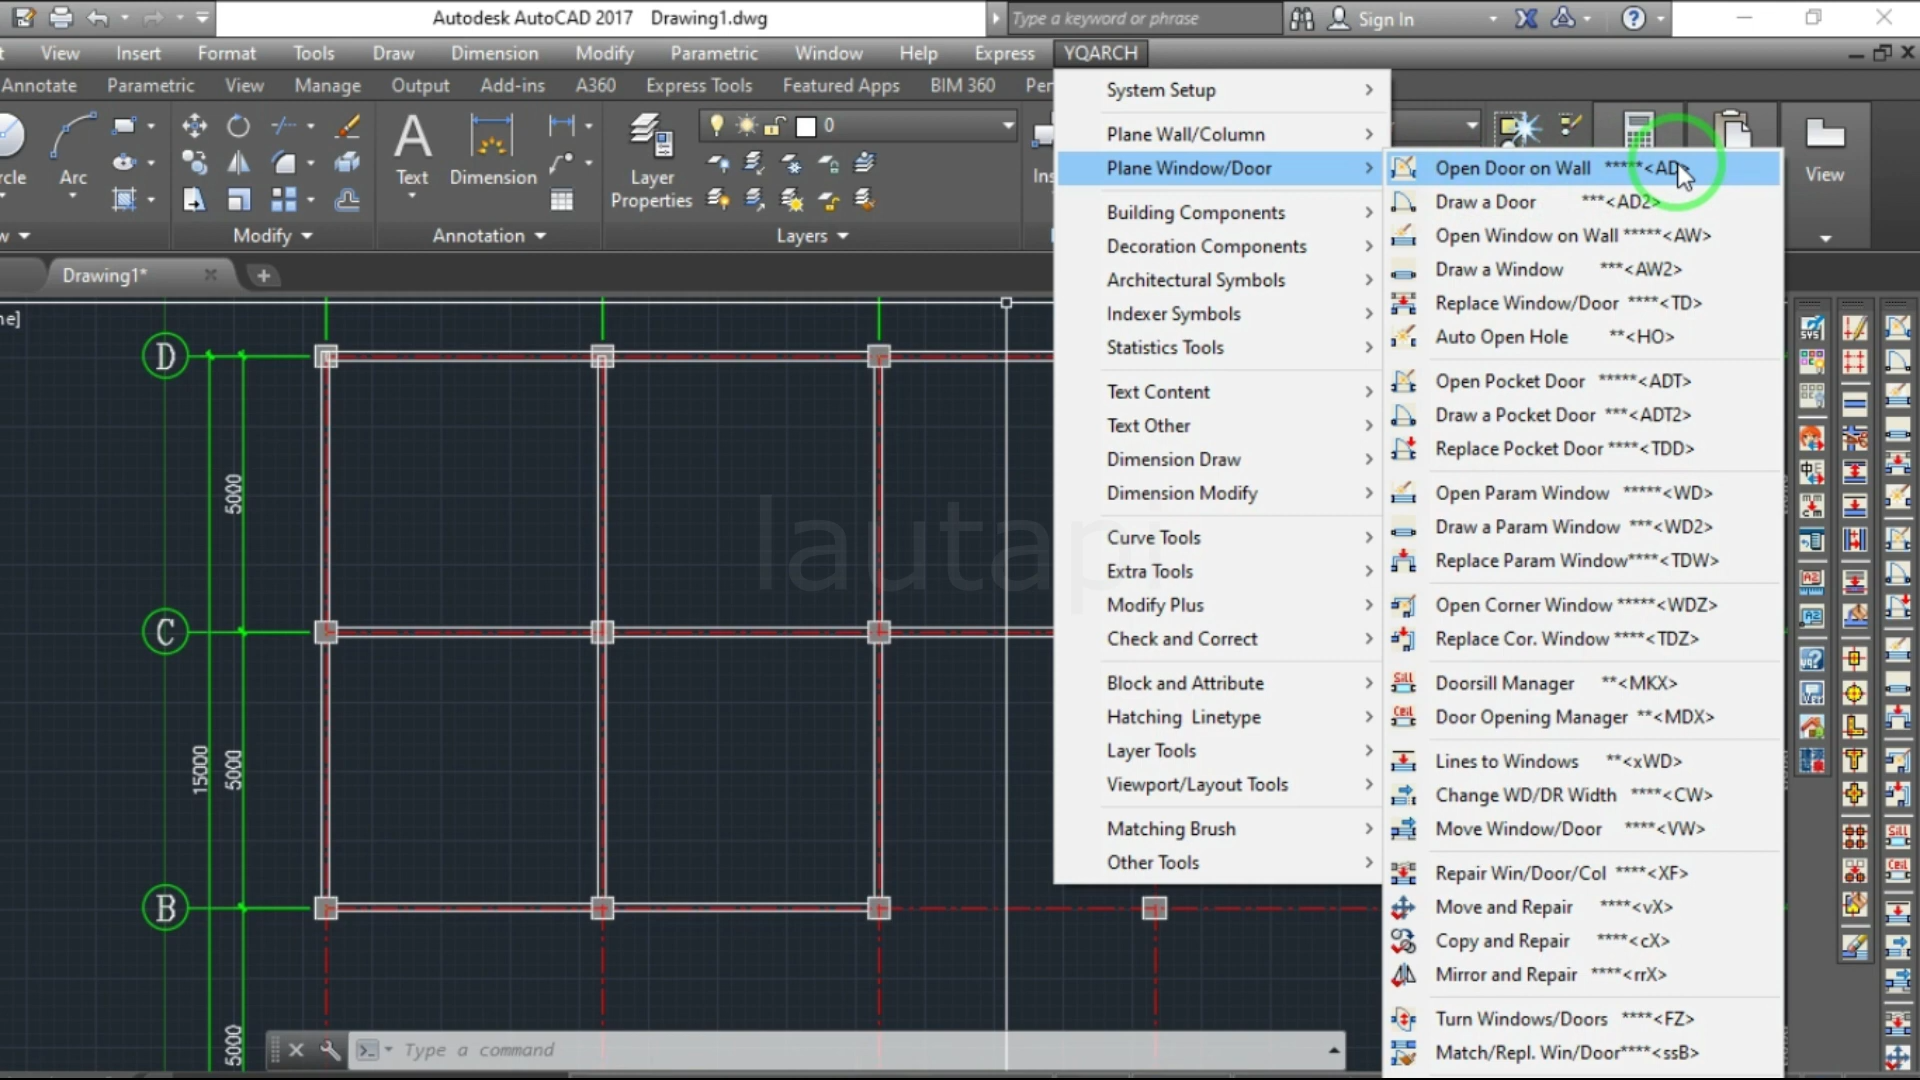 Autodesk AutoCAD 2017 Drawing1.dwg
Type a keyword or phrase
Sign In
View Insert Format Tools Draw Dimension Modify Parametric Window Help Express YQARCH
Annotate Parametric View Manage Output Add-ins A360 Express Tools Featured Apps BIM 360
Arc
Text
Dimension
Layer
Properties
View
Modify
Annotation
Layers
0
Drawing1*
System Setup
Plane Wall/Column
Plane Window/Door
Building Components
Decoration Components
Architectural Symbols
Indexer Symbols
Statistics Tools
Text Content
Text Other
Dimension Draw
Dimension Modify
Curve Tools
Extra Tools
Modify Plus
Check and Correct
Block and Attribute
Hatching Linetype
Layer Tools
Viewport/Layout Tools
Matching Brush
Other Tools
Open Door on Wall *****<AD>
Draw a Door ***<AD2>
Open Window on Wall *****<AW>
Draw a Window ***<AW2>
Replace Window/Door ****<TD>
Auto Open Hole **<HO>
Open Pocket Door *****<ADT>
Draw a Pocket Door ***<ADT2>
Replace Pocket Door ****<TDD>
Open Param Window *****<WD>
Draw a Param Window ***<WD2>
Replace Param Window****<TDW>
Open Corner Window *****<WDZ>
Replace Cor. Window ****<TDZ>
Doorsill Manager **<MKX>
Door Opening Manager **<MDX>
Lines to Windows **<xWD>
Change WD/DR Width ****<CW>
Move Window/Door ****<VW>
Repair Win/Door/Col ****<XF>
Move and Repair ****<vX>
Copy and Repair ****<cX>
Mirror and Repair ****<rrX>
Turn Windows/Doors ****<FZ>
Match/Repl. Win/Door****<ssB>
D
5000
C
15000
5000
B
5000
lautapi
Type a command